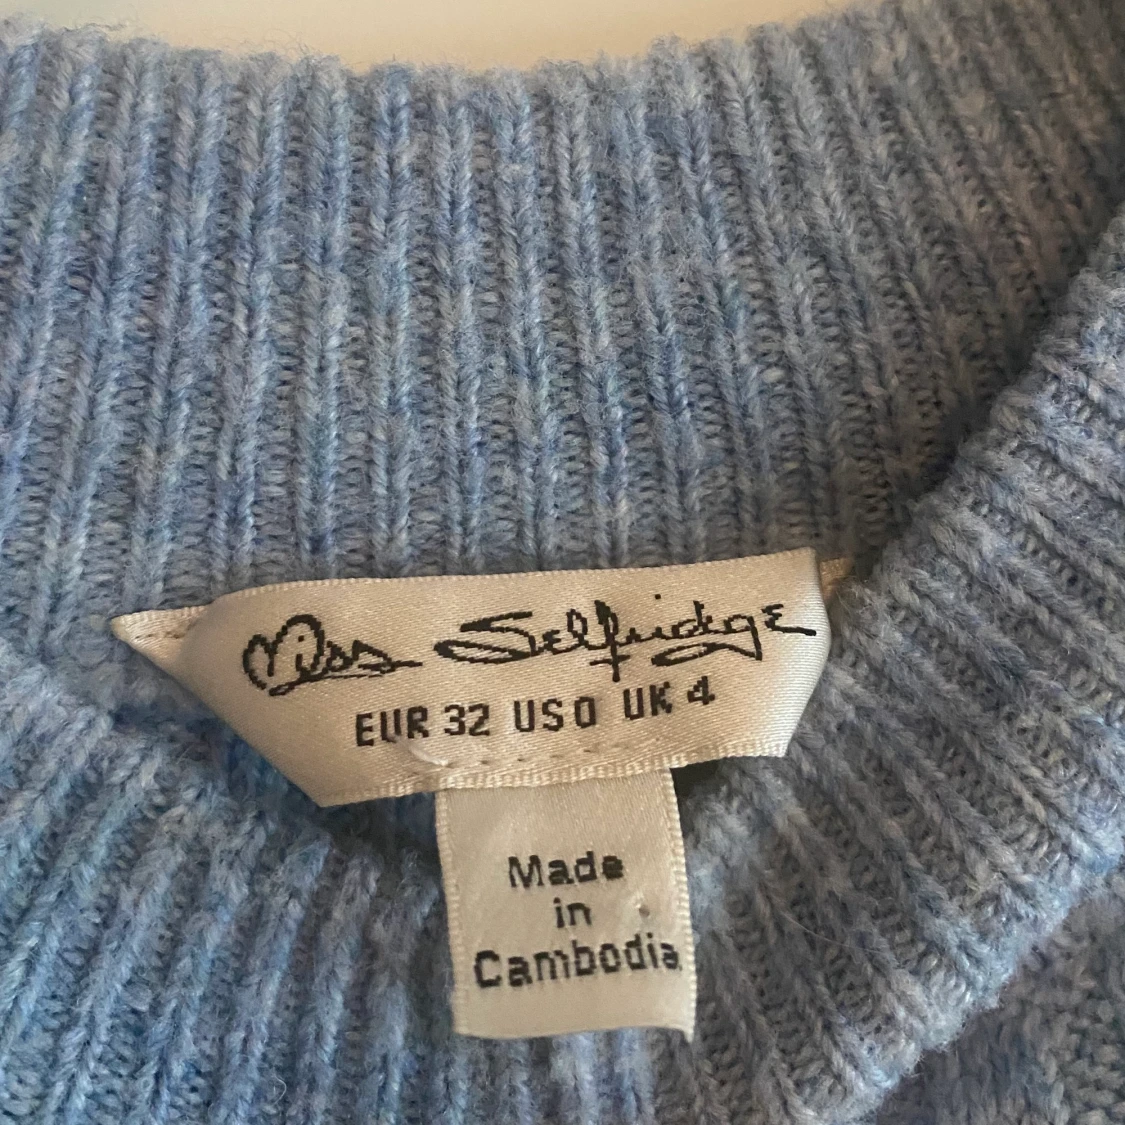 Miss Selfridge
EUR 32 US 0 UK 4
Made
in
Cambodia